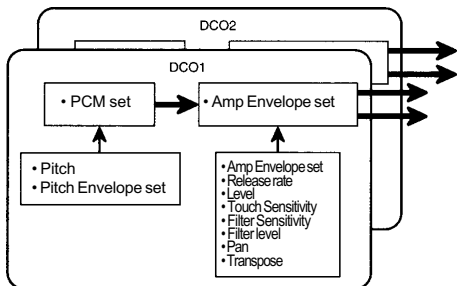 DCO2
DCO1
• PCM set
• Amp Envelope set
• Pitch
• Pitch Envelope set
• Amp Envelope set
• Release rate
• Level
• Touch Sensitivity
• Filter Sensitivity
• Filter level
• Pan
• Transpose